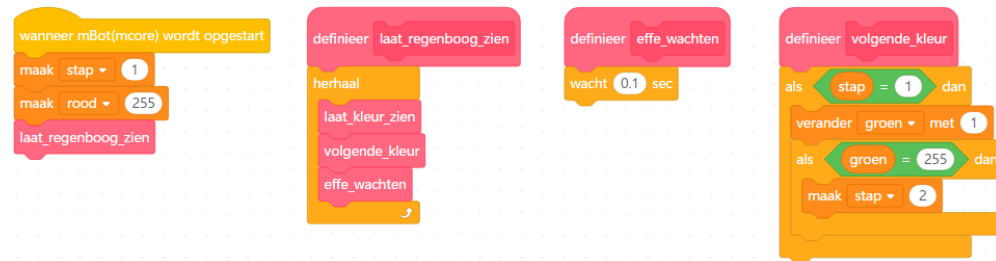 wanneer mBot(mcore) wordt opgestart
maak stap 1
maak rood 255
laat_regenboog_zien
definieer laat_regenboog_zien
herhaal
laat_kleur_zien
volgende_kleur
effe_wachten
definieer effe_wachten
wacht 0.1 sec
definieer volgende_kleur
als stap = 1 dan
verander groen met 1
als groen = 255 dan
maak stap 2